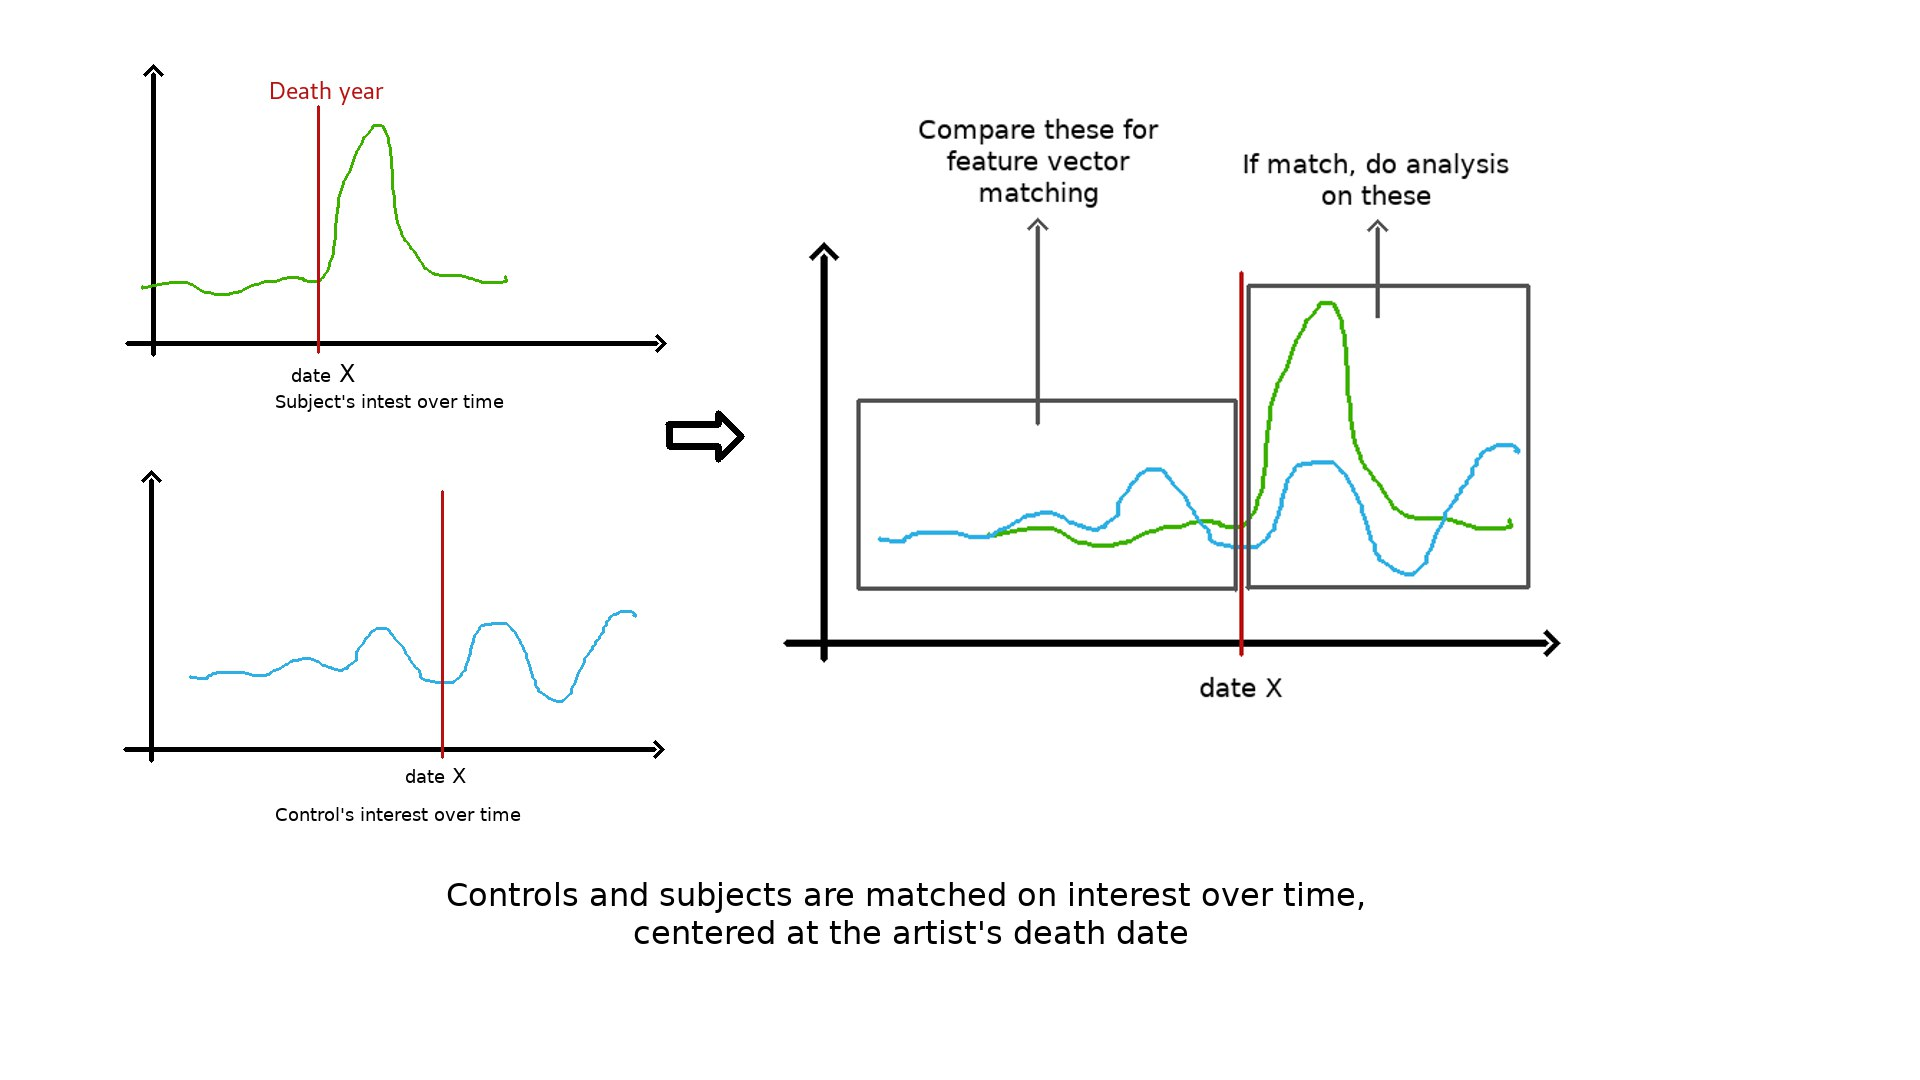 Death year
date X
Subject's intest over time
date X
Control's interest over time
Compare these for
feature vector
matching
If match, do analysis
on these
date X
Controls and subjects are matched on interest over time,
centered at the artist's death date